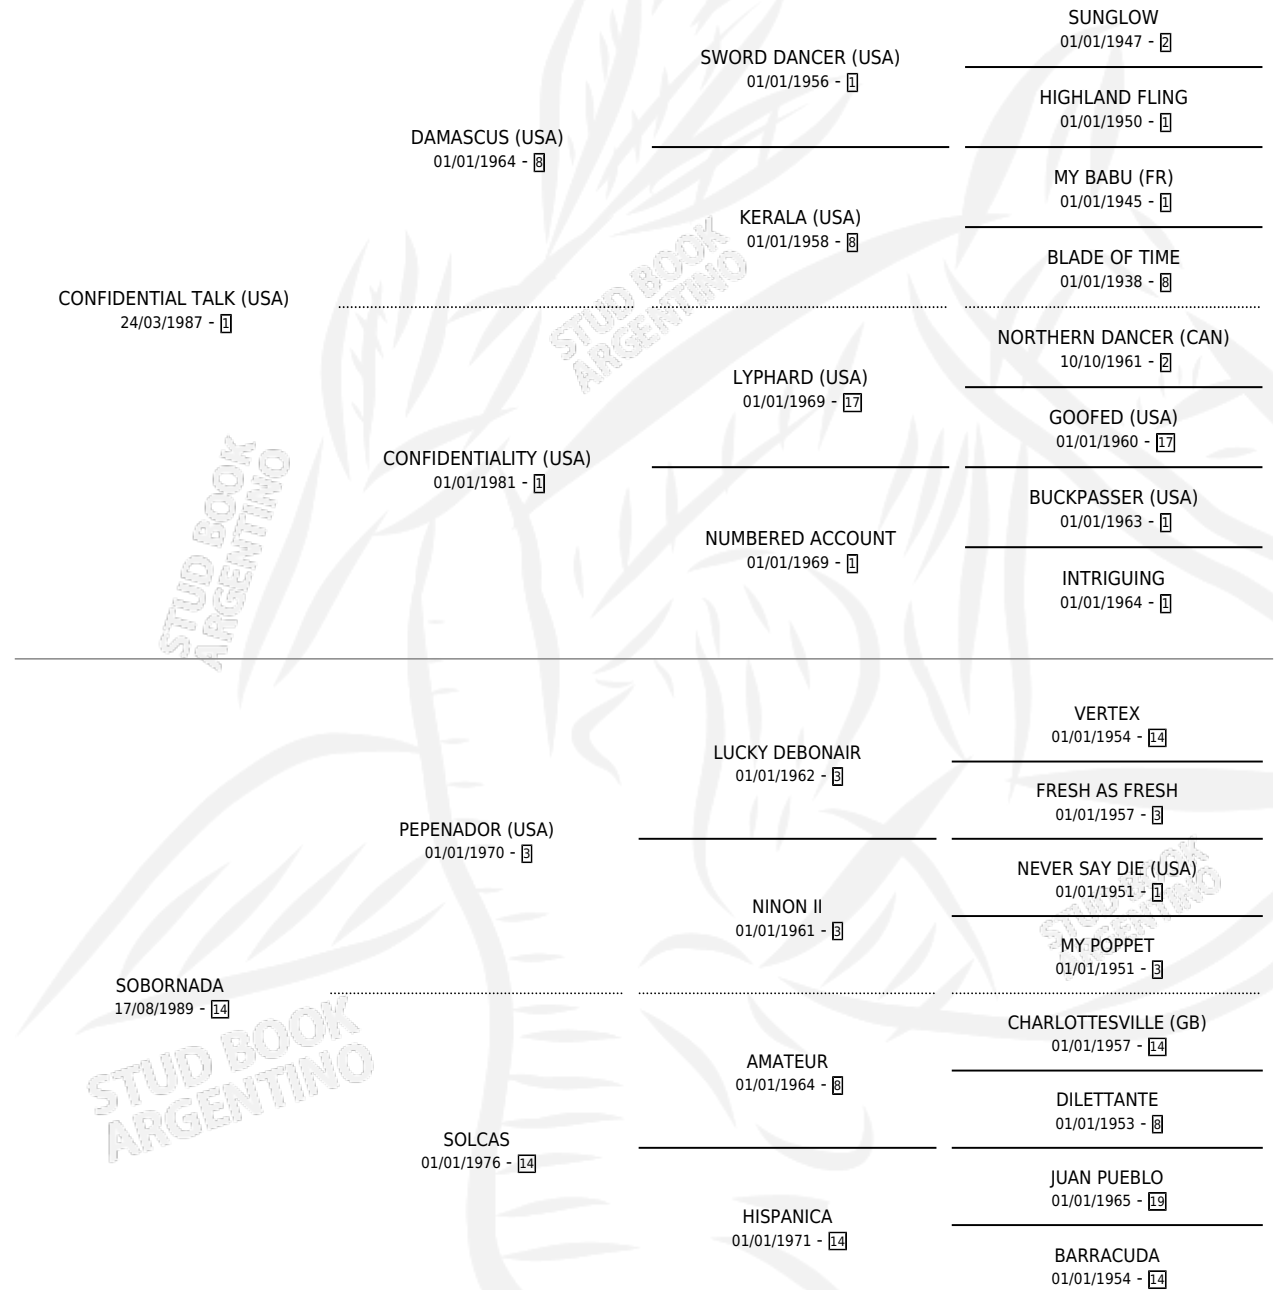 SUNGLOW
01/01/1947 - 2
SWORD DANCER (USA)
01/01/1956 - 1
HIGHLAND FLING
01/01/1950 - 1
DAMASCUS (USA)
01/01/1964 - 8
MY BABU (FR)
01/01/1945 - 1
KERALA (USA)
01/01/1958 - 8
BLADE OF TIME
01/01/1938 - 8
CONFIDENTIAL TALK (USA)
24/03/1987 - 1
NORTHERN DANCER (CAN)
10/10/1961 - 2
LYPHARD (USA)
01/01/1969 - 17
GOOFED (USA)
01/01/1960 - 17
CONFIDENTIALITY (USA)
01/01/1981 - 1
BUCKPASSER (USA)
01/01/1963 - 1
NUMBERED ACCOUNT
01/01/1969 - 1
INTRIGUING
01/01/1964 - 1
VERTEX
01/01/1954 - 14
LUCKY DEBONAIR
01/01/1962 - 3
FRESH AS FRESH
01/01/1957 - 3
PEPENADOR (USA)
01/01/1970 - 3
NEVER SAY DIE (USA)
01/01/1951 - 1
NINON II
01/01/1961 - 3
MY POPPET
01/01/1951 - 3
SOBORNADA
17/08/1989 - 14
CHARLOTTESVILLE (GB)
01/01/1957 - 14
AMATEUR
01/01/1964 - 8
DILETTANTE
01/01/1953 - 8
SOLCAS
01/01/1976 - 14
JUAN PUEBLO
01/01/1965 - 19
HISPANICA
01/01/1971 - 14
BARRACUDA
01/01/1954 - 14
STUD BOOK
ARGENTINO
STUD BOOK
ARGENTINO
STUD BOOK
ARGENTINO
STUD BOOK
ARGENTINO